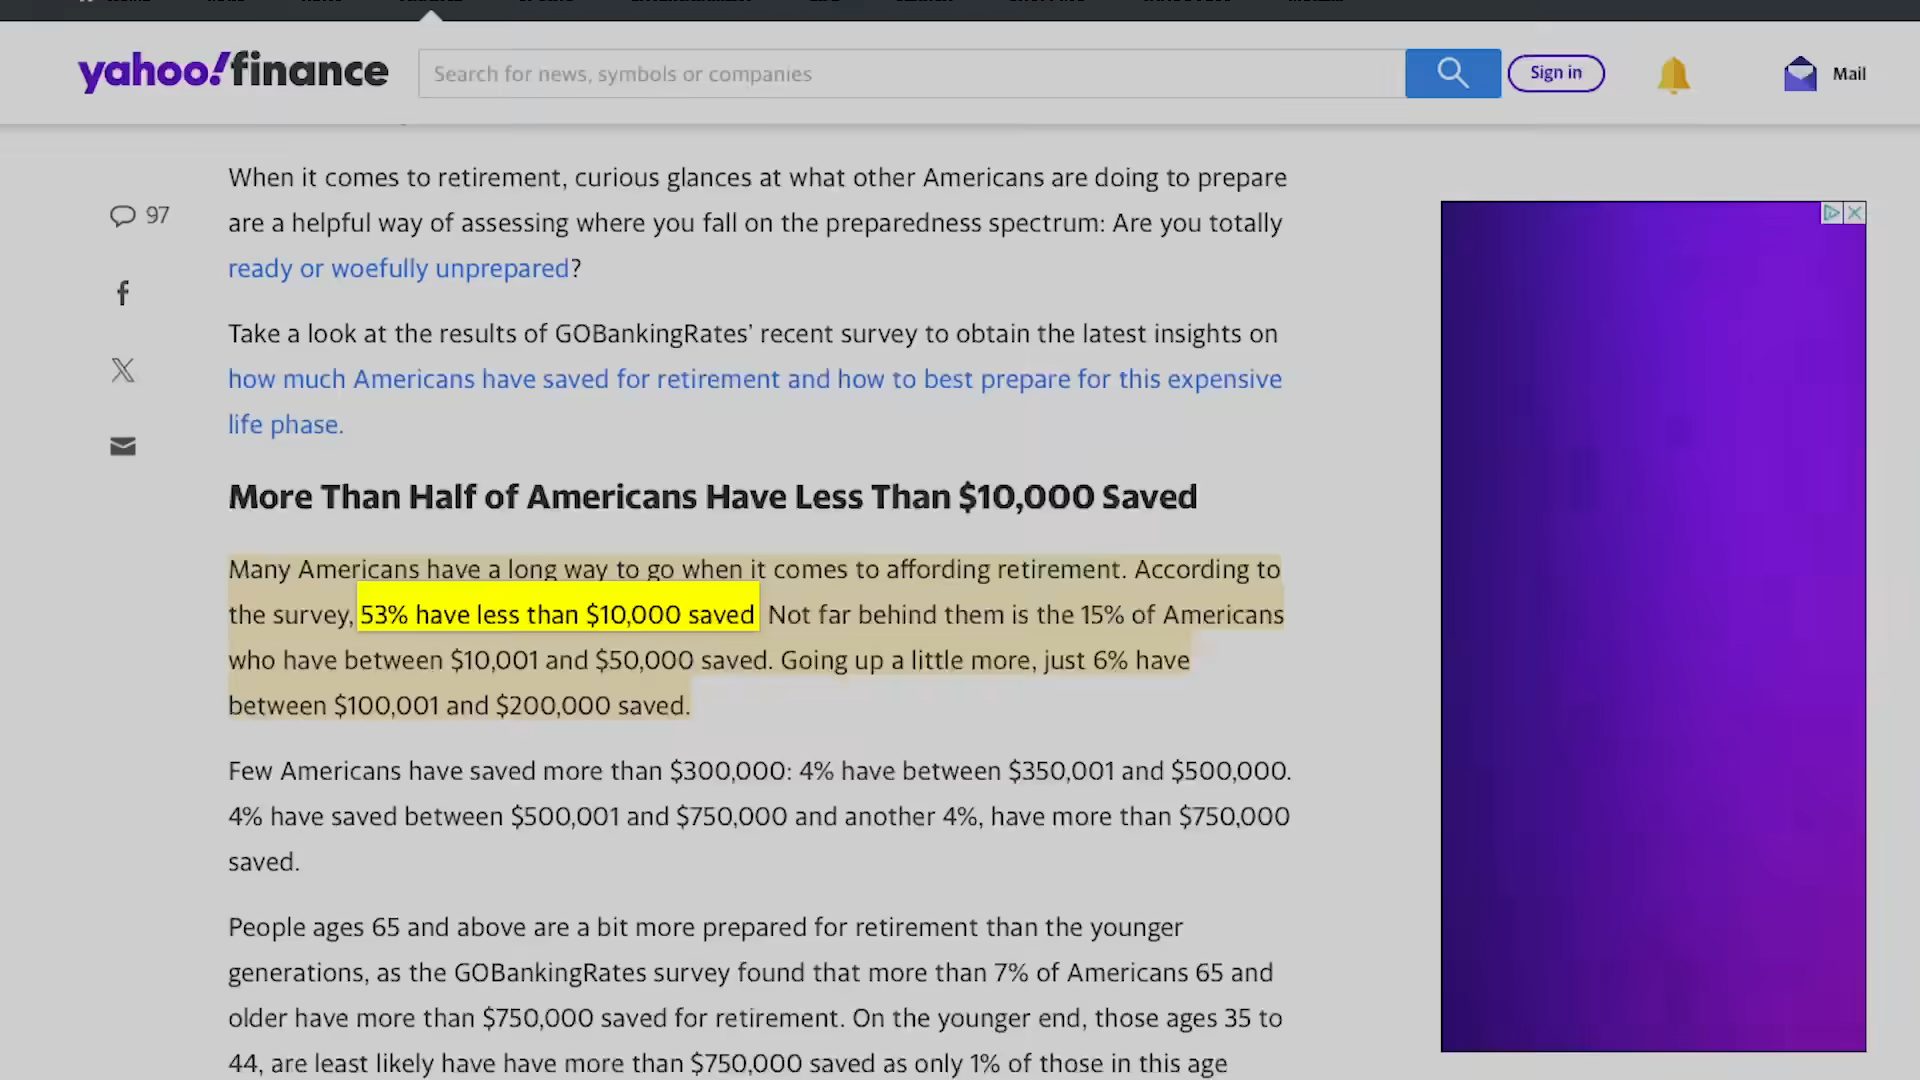 yahoo!finance
Search for news, symbols or companies
Sign in
Mail
97
When it comes to retirement, curious glances at what other Americans are doing to prepare
are a helpful way of assessing where you fall on the preparedness spectrum: Are you totally
ready or woefully unprepared?
Take a look at the results of GOBankingRates’ recent survey to obtain the latest insights on
how much Americans have saved for retirement and how to best prepare for this expensive
life phase.
More Than Half of Americans Have Less Than $10,000 Saved
Many Americans have a long way to go when it comes to affording retirement. According to
the survey, 53% have less than $10,000 saved Not far behind them is the 15% of Americans
who have between $10,001 and $50,000 saved. Going up a little more, just 6% have
between $100,001 and $200,000 saved.
Few Americans have saved more than $300,000: 4% have between $350,001 and $500,000.
4% have saved between $500,001 and $750,000 and another 4%, have more than $750,000
saved.
People ages 65 and above are a bit more prepared for retirement than the younger
generations, as the GOBankingRates survey found that more than 7% of Americans 65 and
older have more than $750,000 saved for retirement. On the younger end, those ages 35 to
44, are least likely have have more than $750,000 saved as only 1% of those in this age